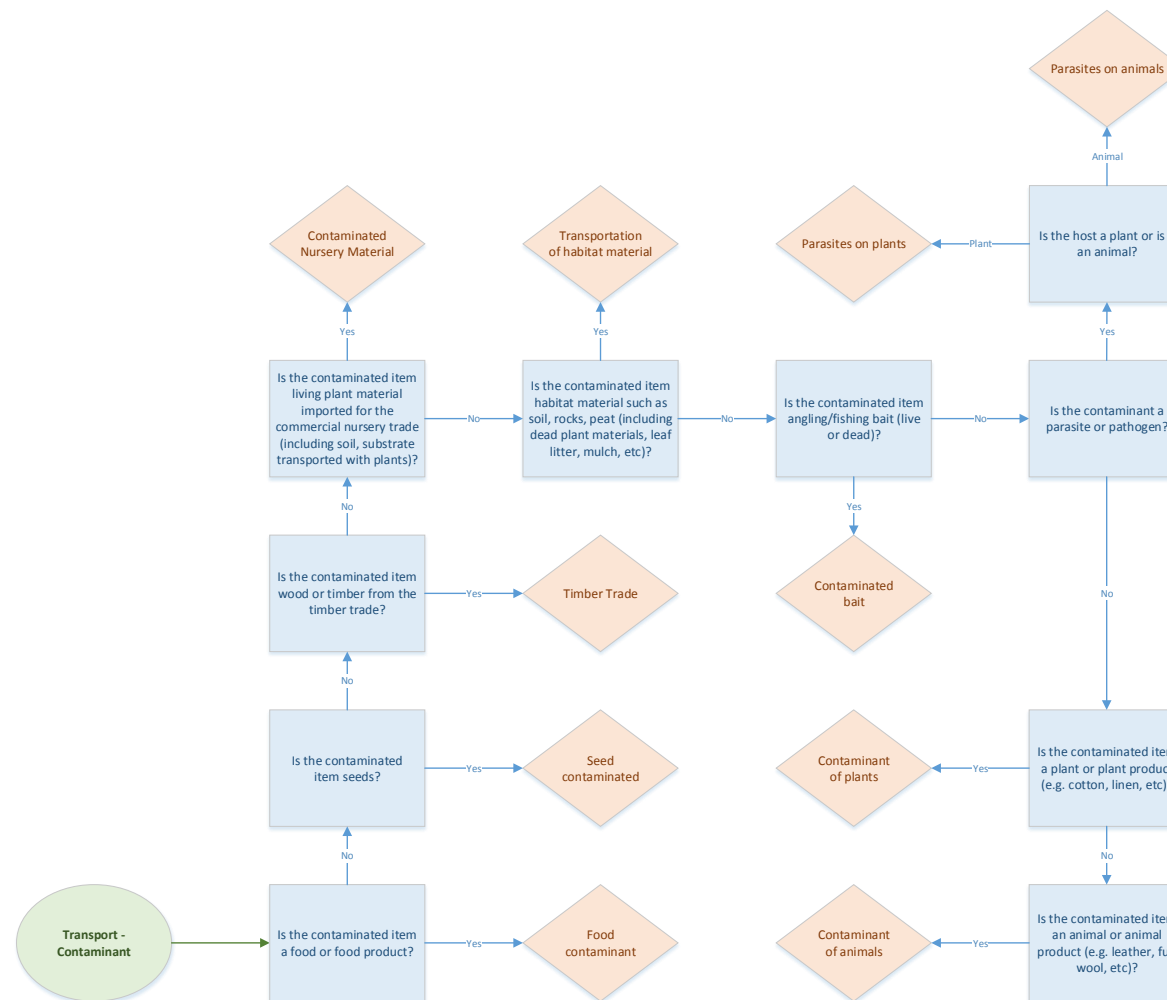 Parasites on animals
Animal
Contaminated
Nursery Material
Transportation
of habitat material
Parasites on plants
Plant
Is the host a plant or is
an animal?
Yes
Yes
Yes
Is the contaminated item
living plant material
imported for the
commercial nursery trade
(including soil, substrate
transported with plants)?
No
Is the contaminated item
habitat material such as
soil, rocks, peat (including
dead plant materials, leaf
litter, mulch, etc)?
No
Is the contaminated item
angling/fishing bait (live
or dead)?
No
Is the contaminant a
parasite or pathogen?
No
Yes
Is the contaminated item
wood or timber from the
timber trade?
Yes
Timber Trade
Contaminated
bait
No
No
Is the contaminated
item seeds?
Yes
Seed
contaminated
Contaminant
of plants
Yes
Is the contaminated
a plant or plant
(e.g. cotton, linen, etc)
No
No
Transport -
Contaminant
Is the contaminated item
a food or food product?
Yes
Food
contaminant
Contaminant
of animals
Yes
Is the contaminated
an animal or animal
product (e.g. leather,
wool, etc)?